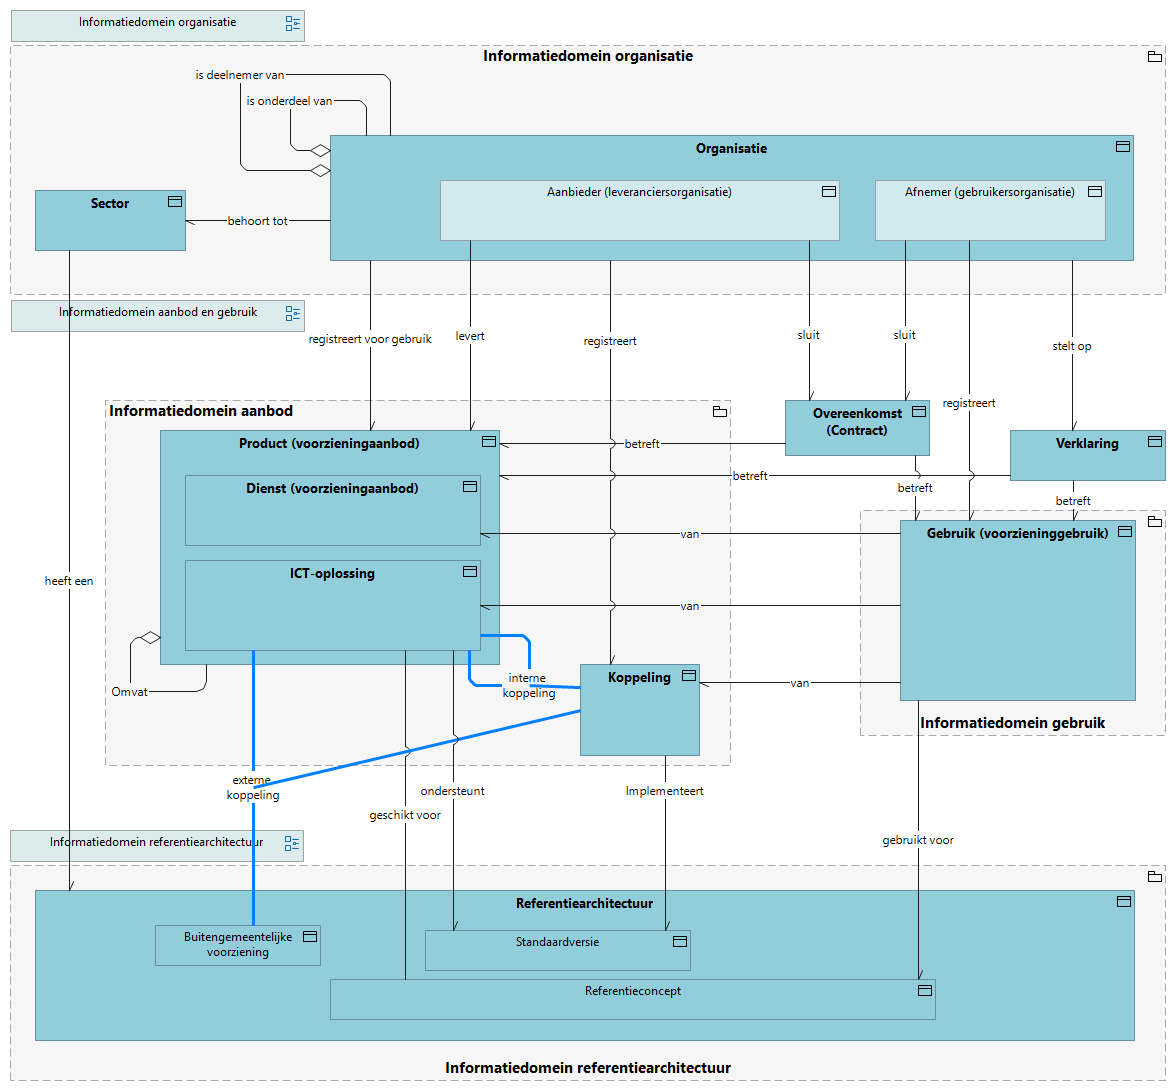 Informatiedomein organisatie
Informatiedomein organisatie
is deelnemer van
is onderdeel van
Organisatie
Aanbieder (leveranciersorganisatie)
Afnemer (gebruikersorganisatie)
Sector
behoort tot
Informatiedomein aanbod en gebruik
registreert voor gebruik
levert
registreert
sluit
sluit
stelt op
registreert
Informatiedomein aanbod
Overeenkomst
(Contract)
Product (voorzieningaanbod)
betreft
Verklaring
betreft
Dienst (voorzieningaanbod)
betreft
betreft
van
Gebruik (voorzieninggebruik)
ICT-oplossing
heeft een
van
interne
koppeling
Koppeling
van
Omvat
Informatiedomein gebruik
externe
koppeling
ondersteunt
Implementeert
geschikt voor
gebruikt voor
Informatiedomein referentiearchitectuur
Referentiearchitectuur
Buitengemeentelijke
voorziening
Standaardversie
Referentieconcept
Informatiedomein referentiearchitectuur